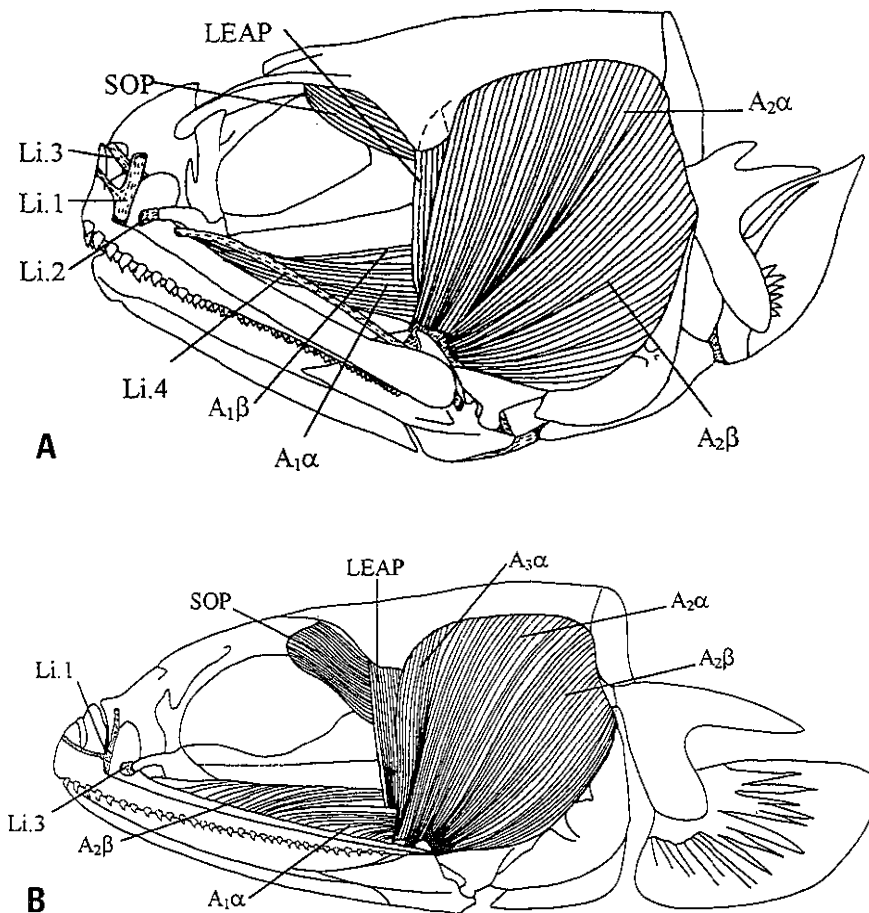 LEAP
SOP
A₂α
Li.3
Li.1
Li.2
Li.4
A₁β
A₁α
A₂β
A
LEAP
A₃α
SOP
A₂α
A₂β
Li.1
Li.3
A₂β
A₁α
B